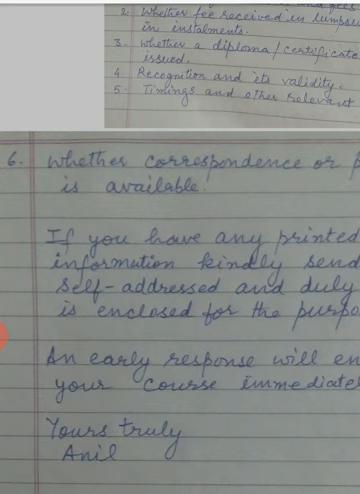 2. Whether fee received in lumpsu
in instalments.
3. whether a diploma/certificate
issued.
4. Recognition and its validity.
5. Timings and other relevant
6. whether correspondence or p
is available.
If you have any printed
information kindly send
self-addressed and duly
is enclosed for the purpo
An early response will en
your course immediatel
Yours truly
Anil